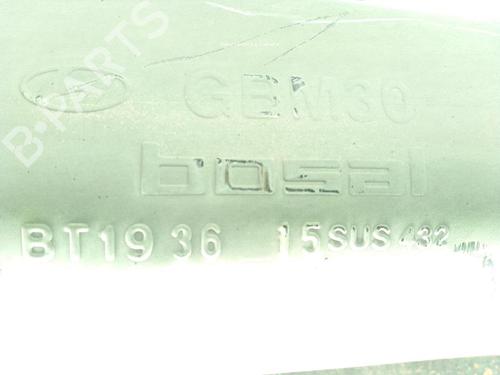 B-PARTS
GEM30
bosal
BT19 36 15SUS432